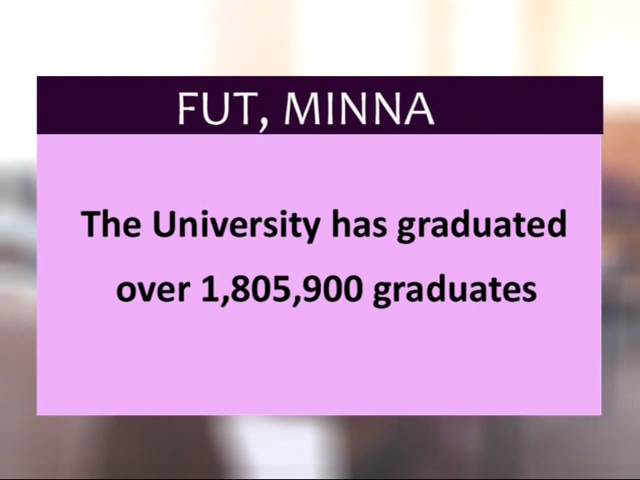 FUT, MINNA
The University has graduated
over 1,805,900 graduates